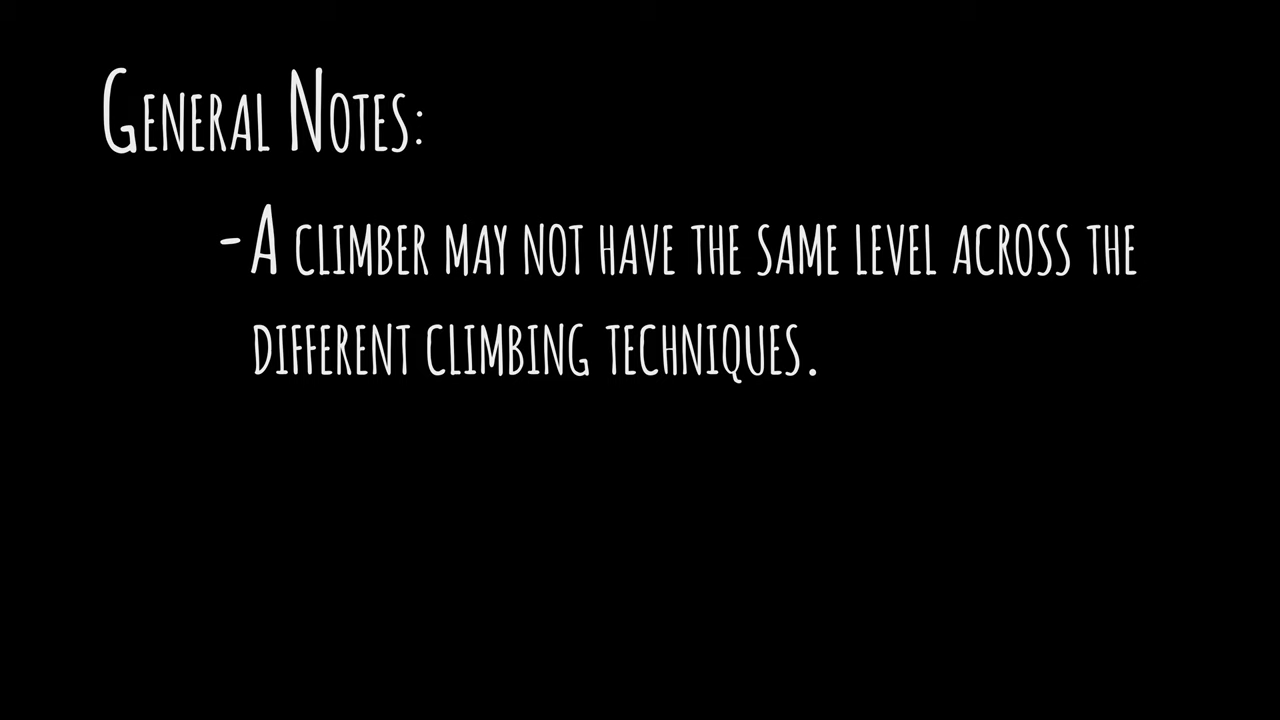 General Notes:
-A climber may not have the same level across the
different climbing techniques.